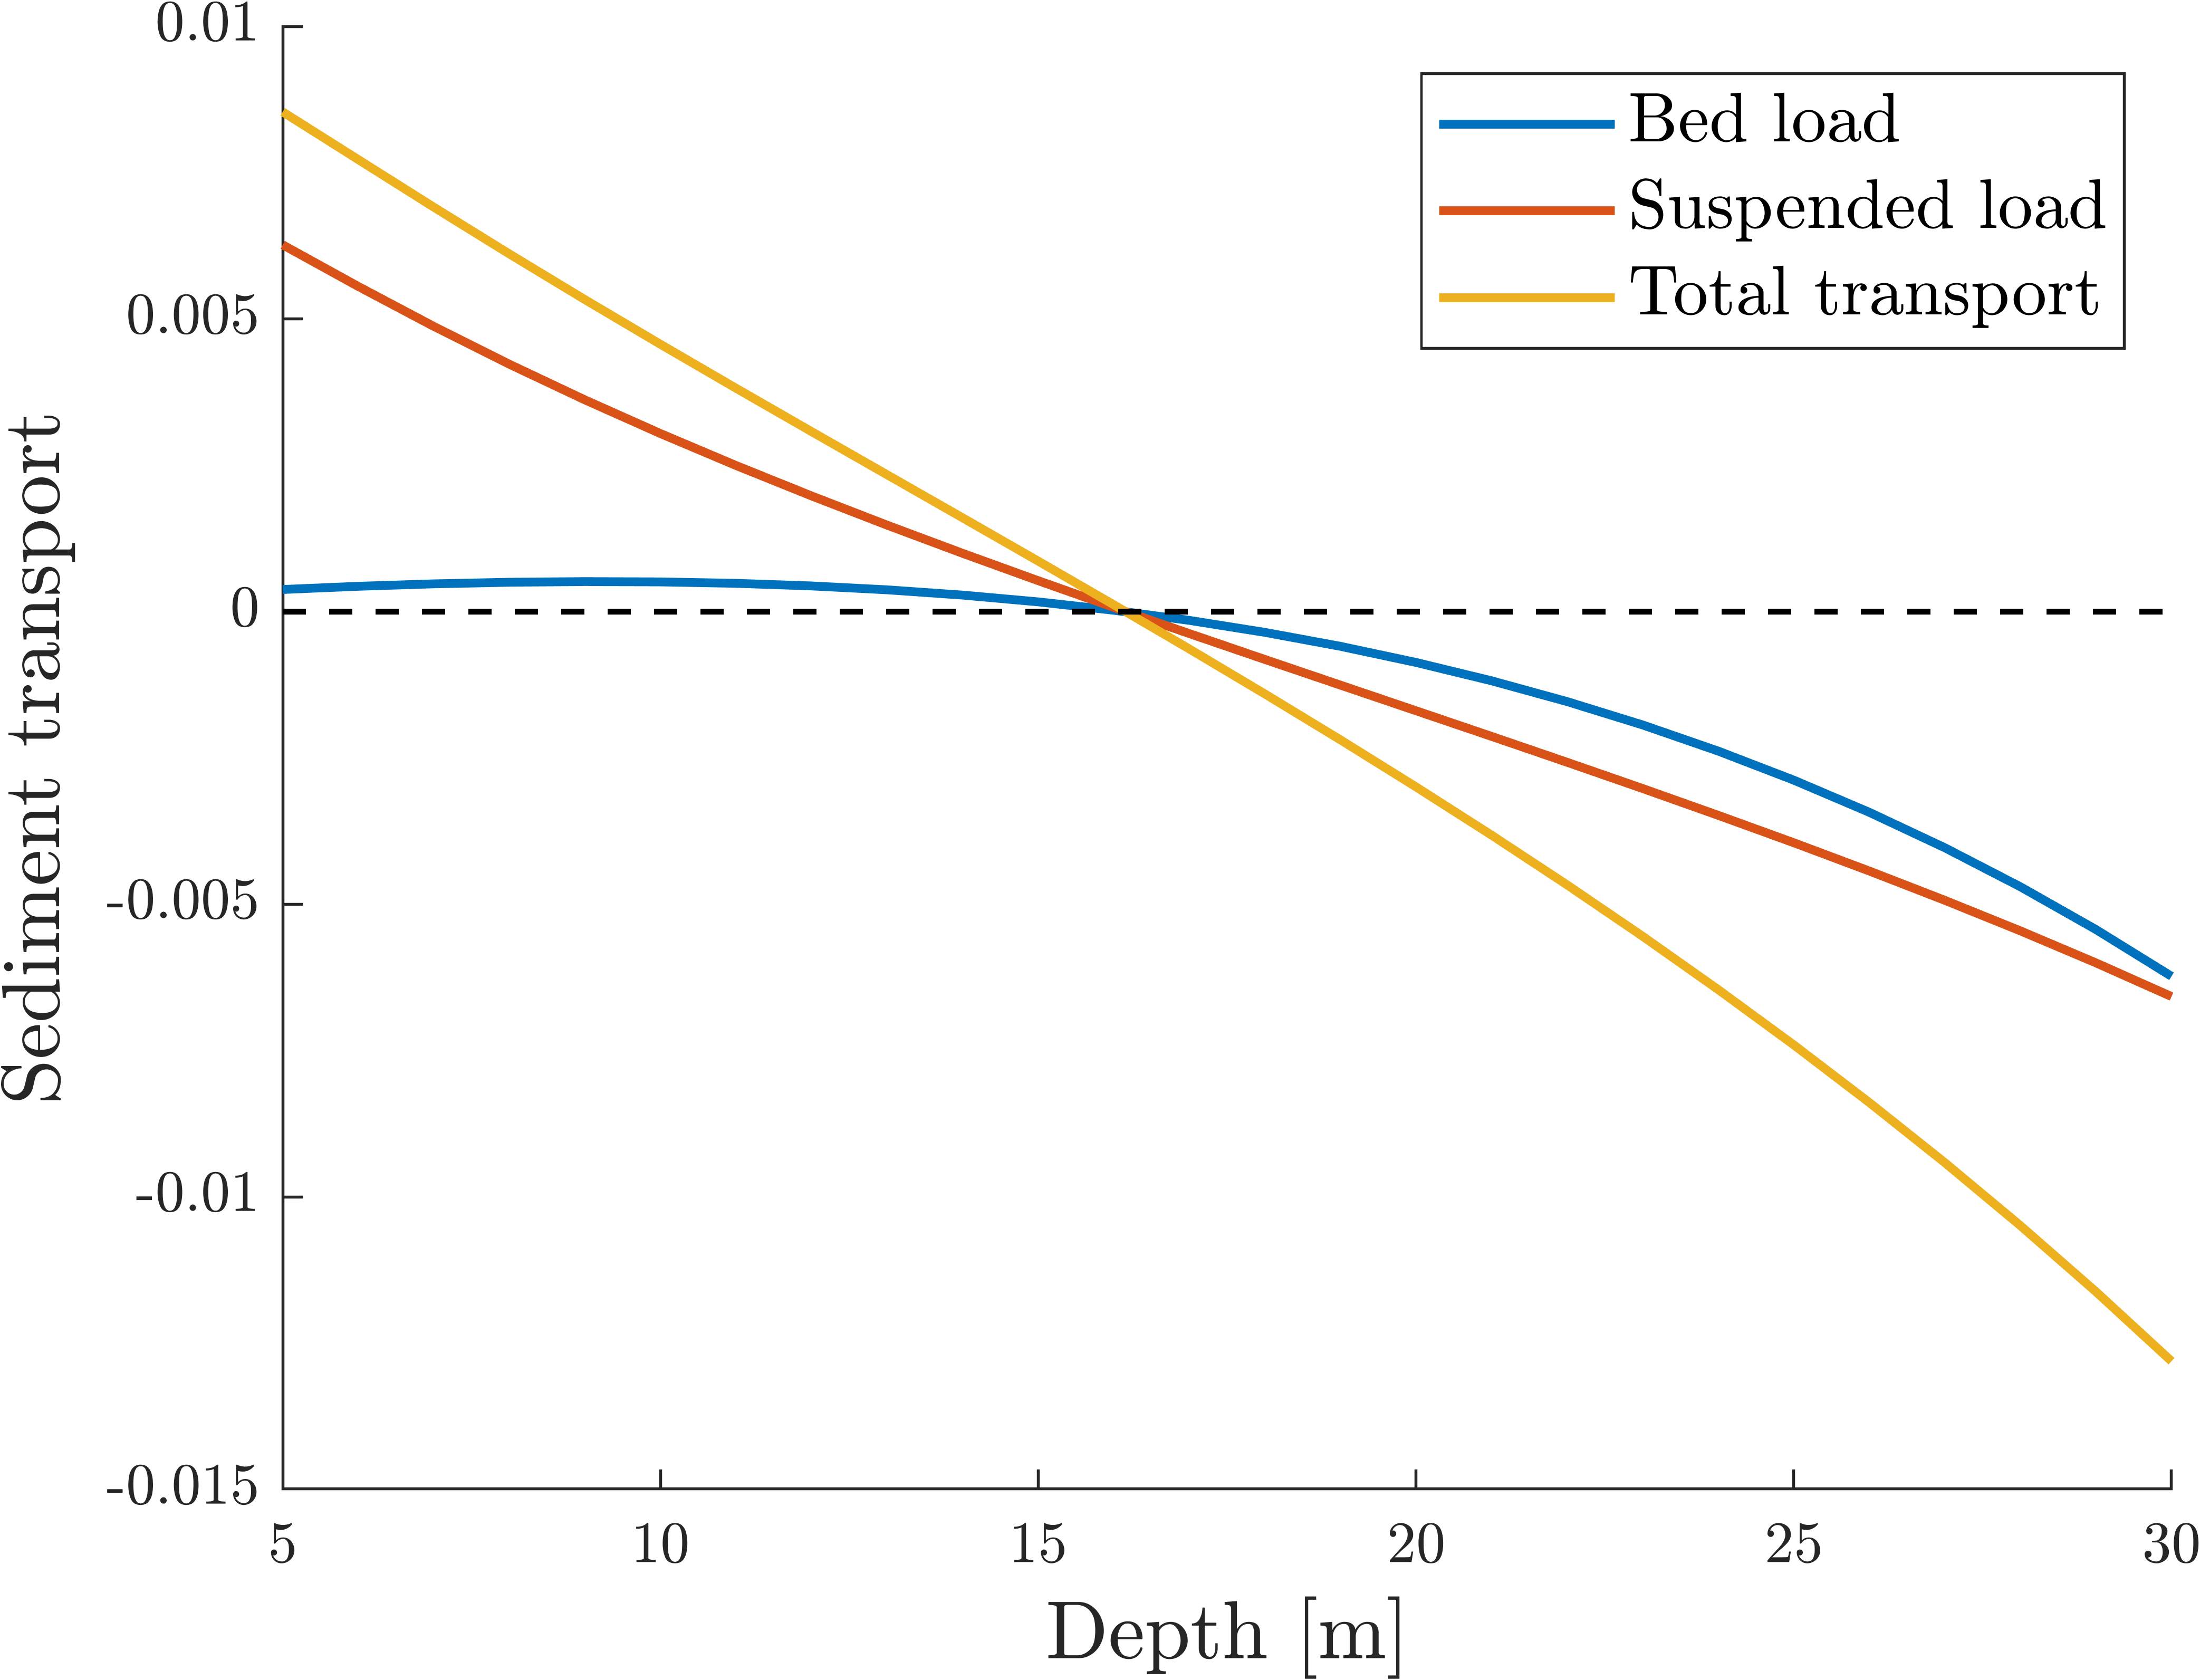 0.01
0.005
0
-0.005
-0.01
-0.015
Sediment transport
Bed load
Suspended load
Total transport
5 10 15 20 25 30
Depth [m]